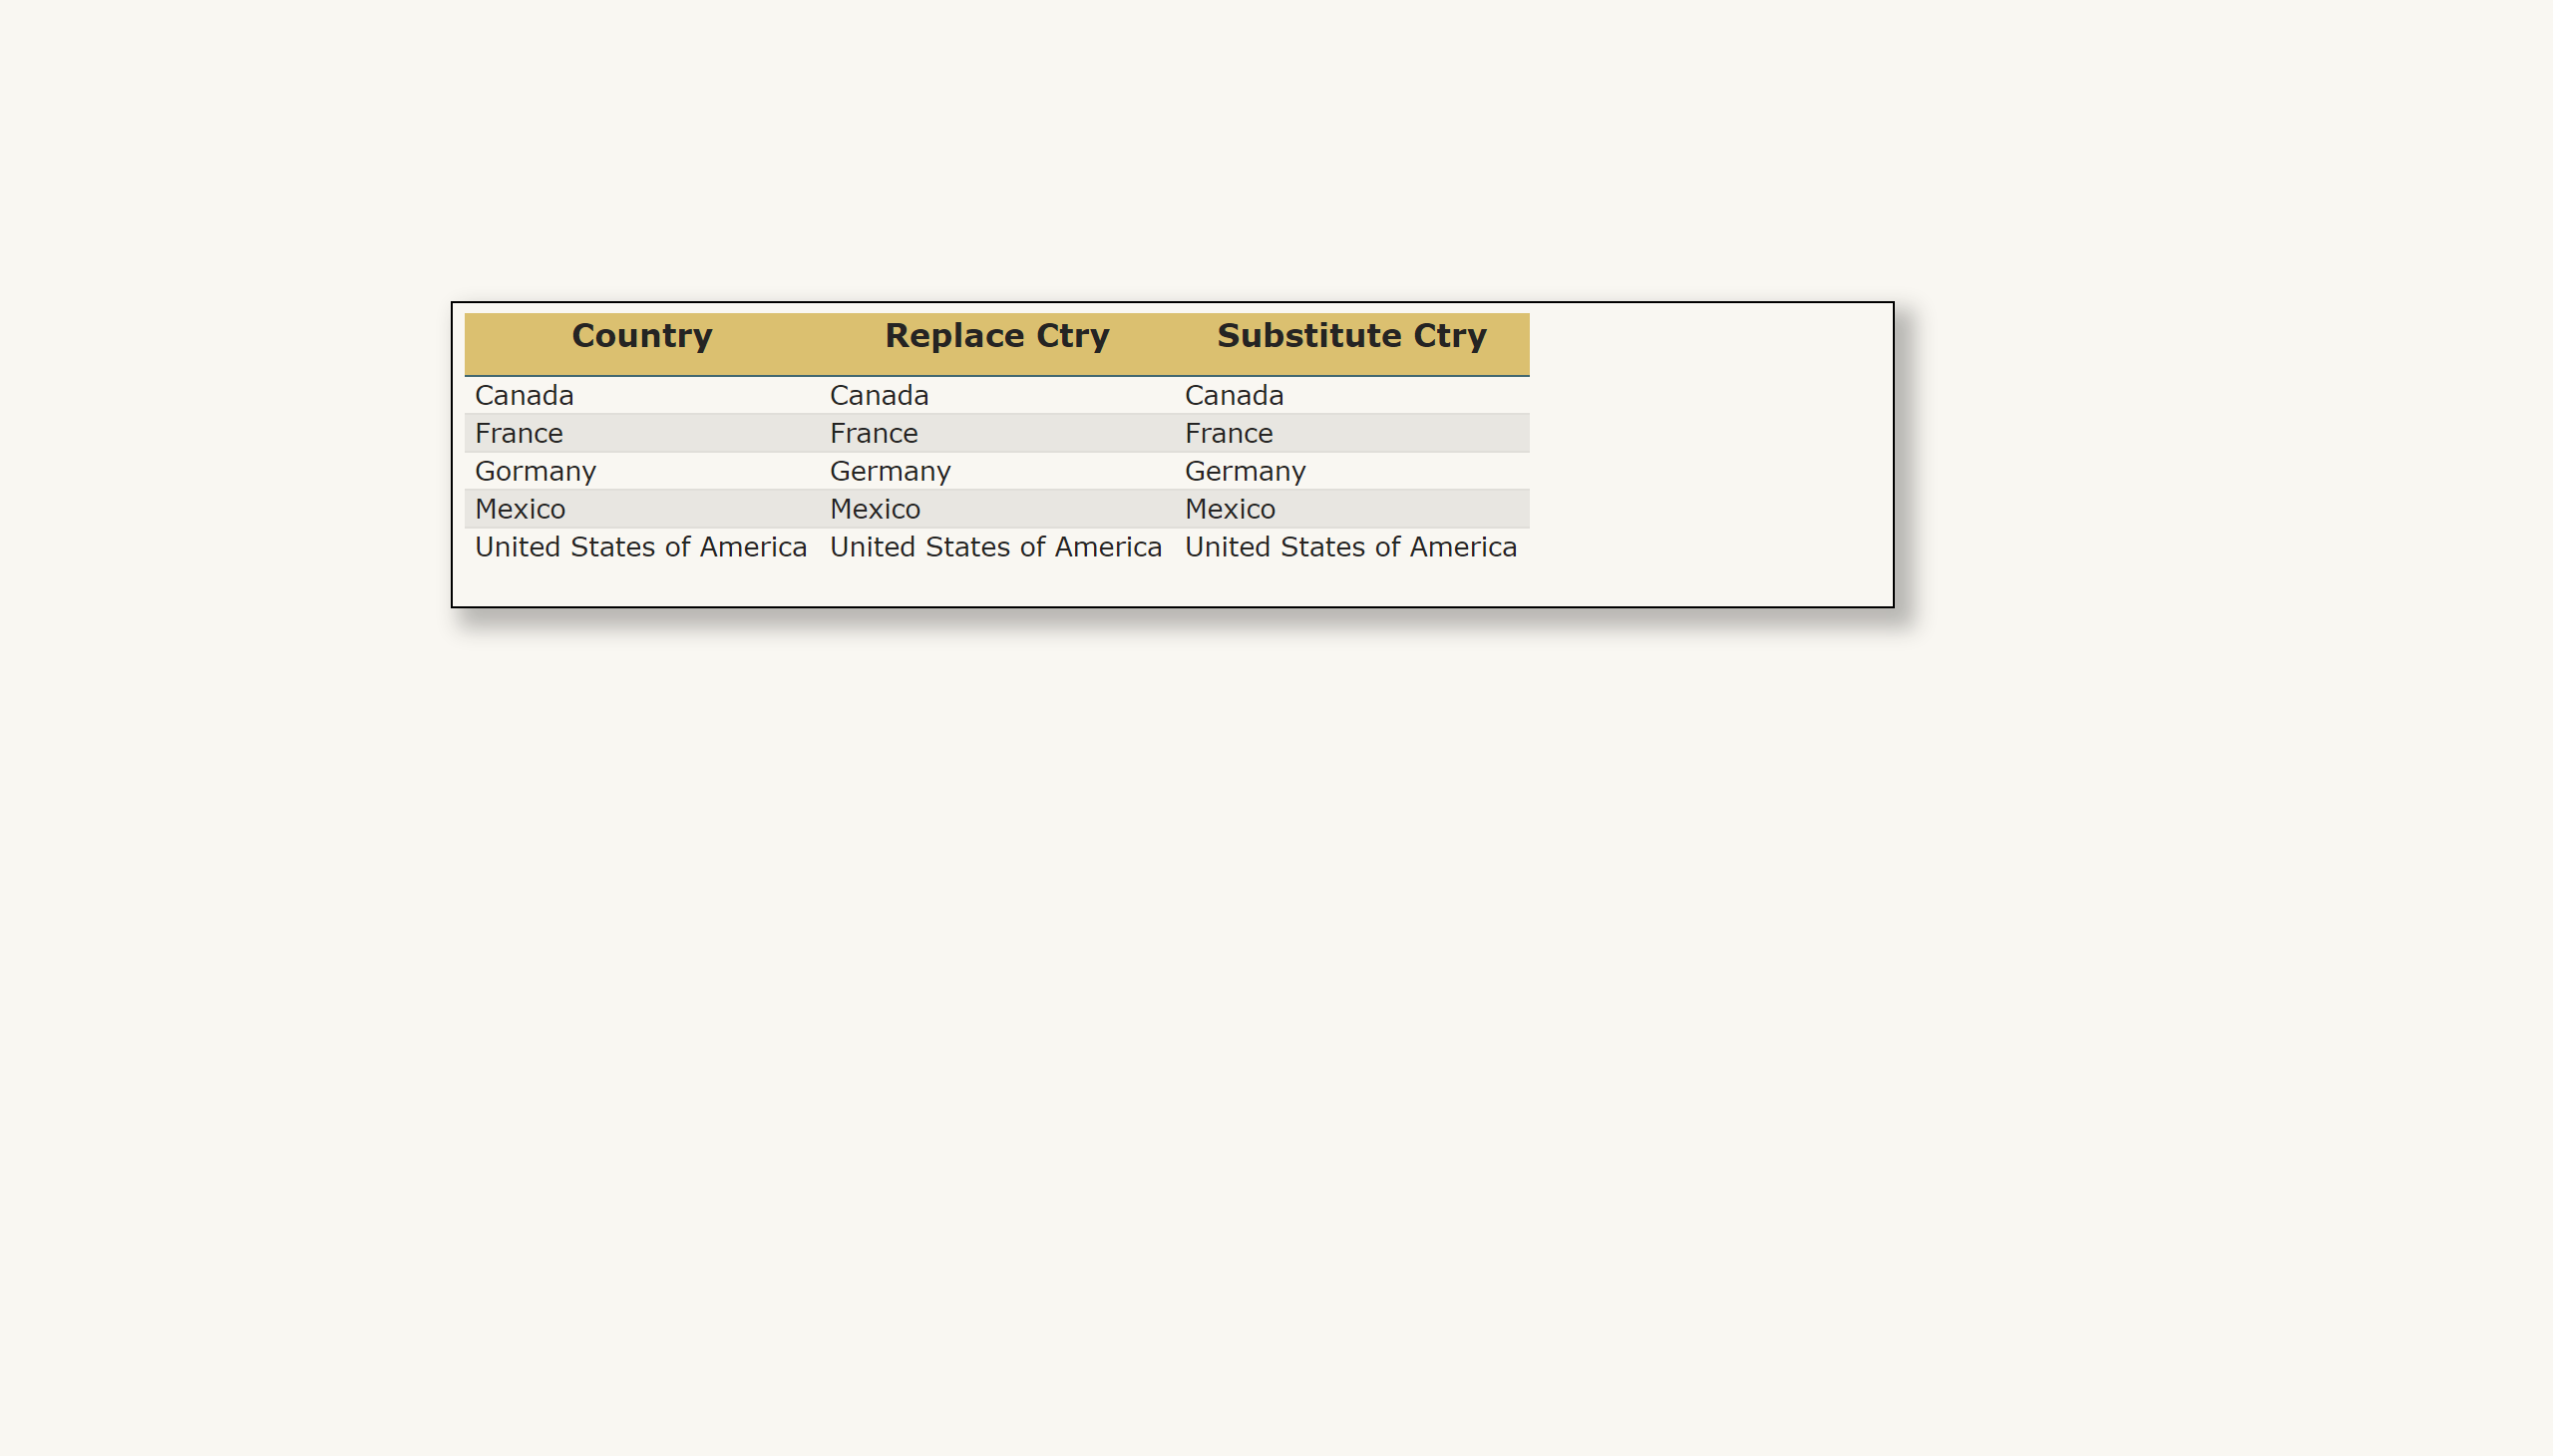 Country Replace Ctry Substitute Ctry
Canada Canada Canada
France France France
Gormany Germany Germany
Mexico Mexico Mexico
United States of America United States of America United States of America